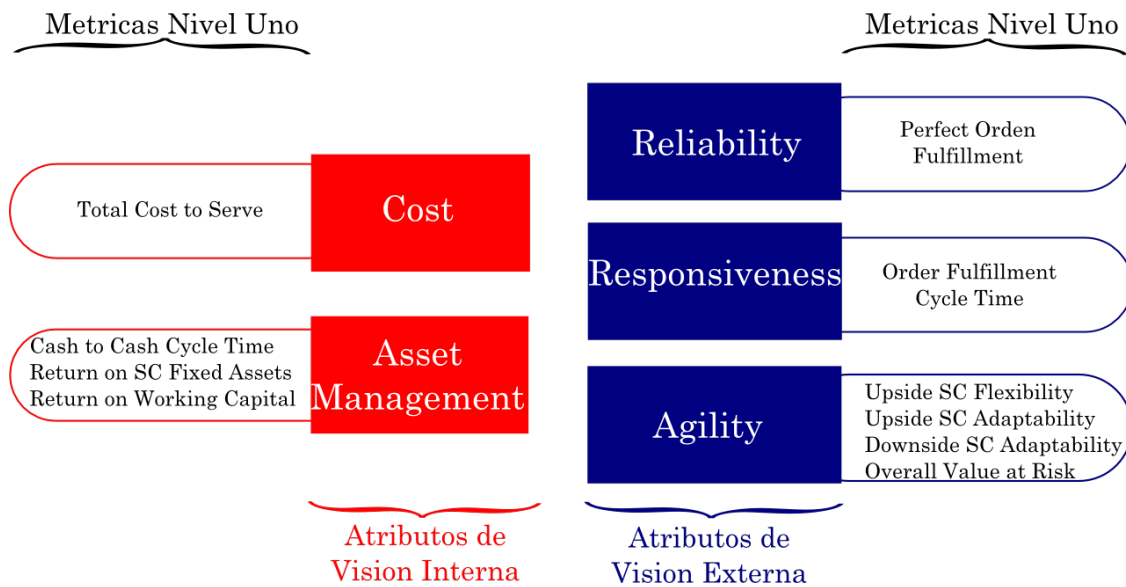 Metricas Nivel Uno
Total Cost to Serve
Cost
Cash to Cash Cycle Time
Return on SC Fixed Assets
Return on Working Capital
Asset
Management
Atributos de
Vision Interna
Metricas Nivel Uno
Reliability
Perfect Orden
Fulfillment
Responsiveness
Order Fulfillment
Cycle Time
Agility
Upside SC Flexibility
Upside SC Adaptability
Downside SC Adaptability
Overall Value at Risk
Atributos de
Vision Externa